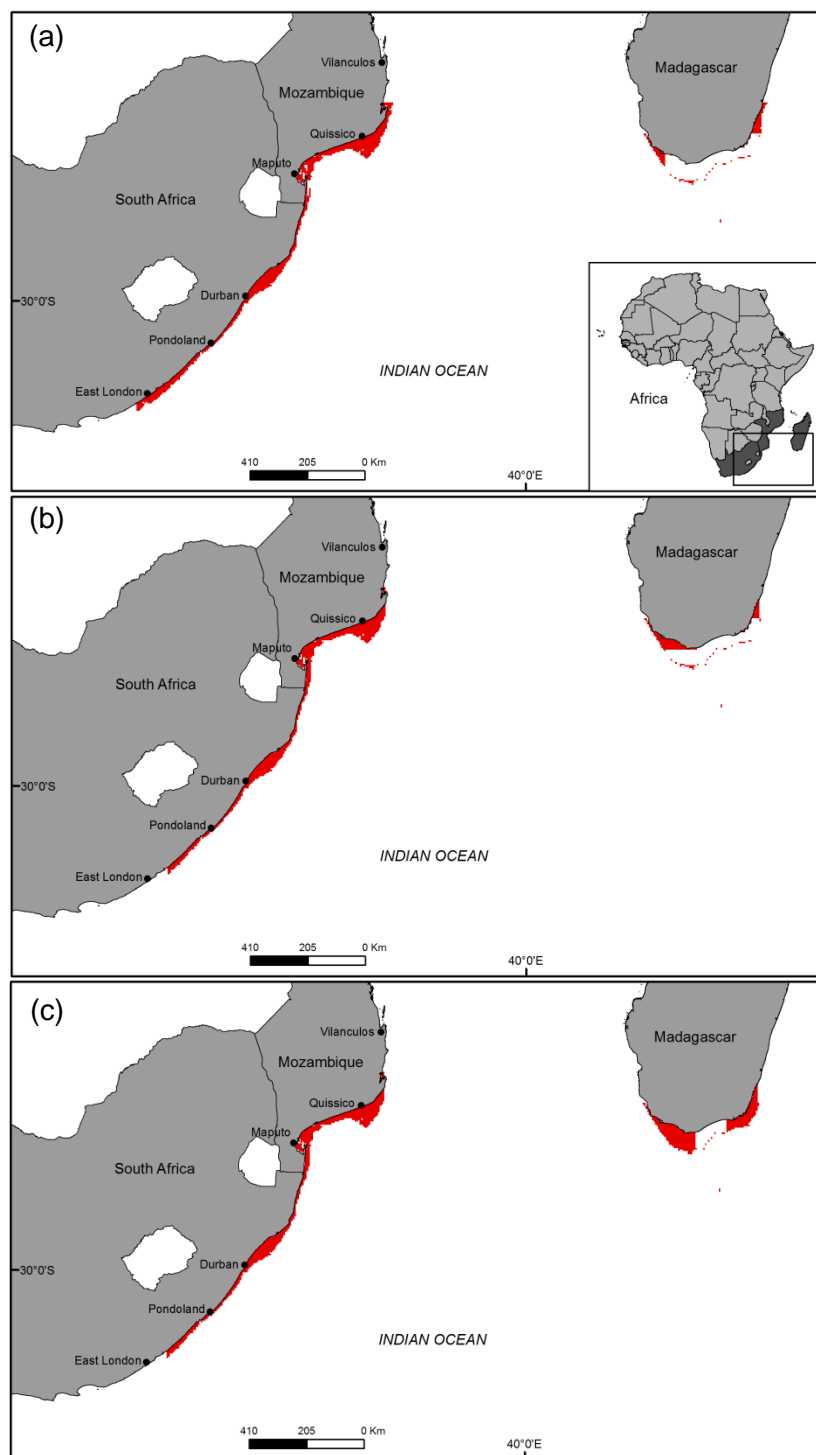 (a)
Vilanculos
Madagascar
Mozambique
Quissico
Maputo
South Africa
30°0'S
Durban
Pondoland
INDIAN OCEAN
East London
Africa
410 205 0 Km
40°0'E
(b)
Vilanculos
Madagascar
Mozambique
Quissico
Maputo
South Africa
30°0'S
Durban
Pondoland
INDIAN OCEAN
East London
410 205 0 Km
40°0'E
(c)
Vilanculos
Madagascar
Mozambique
Quissico
Maputo
South Africa
30°0'S
Durban
Pondoland
INDIAN OCEAN
East London
410 205 0 Km
40°0'E